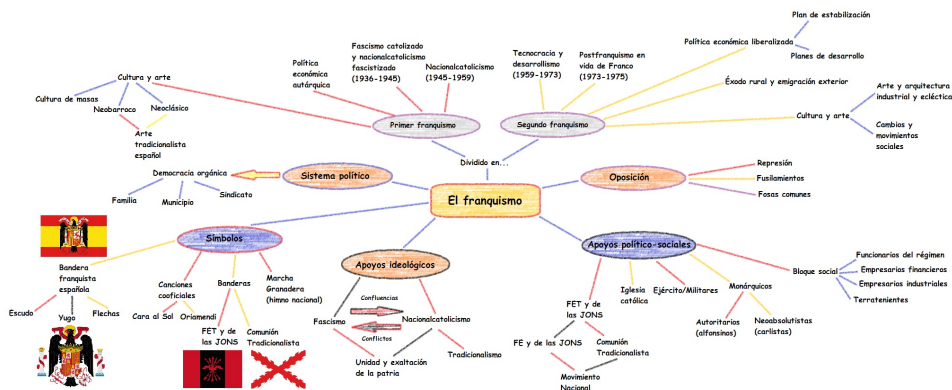 Plan de estabilización
Política económica liberalizada
Planes de desarrollo
Fascismo catolizado
y nacionalcatolicismo
fascistizado
(1936-1945)
Nacionalcatolicismo
(1945-1959)
Tecnocracia y
desarrollismo
(1959-1973)
Postfranquismo en
vida de Franco
(1973-1975)
Política
económica
autárquica
Cultura y arte
Cultura de masas
Neobarroco
Neoclásico
Arte
tradicionalista
español
Éxodo rural y emigración exterior
Arte y arquitectura
industrial y ecléctica
Cultura y arte
Cambios y
movimientos
sociales
Primer franquismo
Segundo franquismo
Dividido en...
Democracia orgánica
Familia
Municipio
Sindicato
Sistema político
El franquismo
Oposición
Represión
Fusilamientos
Fosas comunes
Símbolos
Bandera
franquista
española
Escudo
Yugo
Flechas
Canciones
cooficiales
Cara al Sol
Oriamendi
Banderas
FET y de
las JONS
Comunión
Tradicionalista
Marcha
Granadera
(himno nacional)
Apoyos ideológicos
Confluencias
Fascismo
Nacionalcatolicismo
Conflictos
Unidad y exaltación
de la patria
Tradicionalismo
Apoyos político-sociales
FET y de
las JONS
FE y de las JONS
Comunión
Tradicionalista
Movimiento
Nacional
Iglesia
católica
Ejército/Militares
Monárquicos
Autoritarios
(alfonsinos)
Neoabsolutistas
(carlistas)
Bloque social
Funcionarios del régimen
Empresarios financieras
Empresarios industriales
Terratenientes